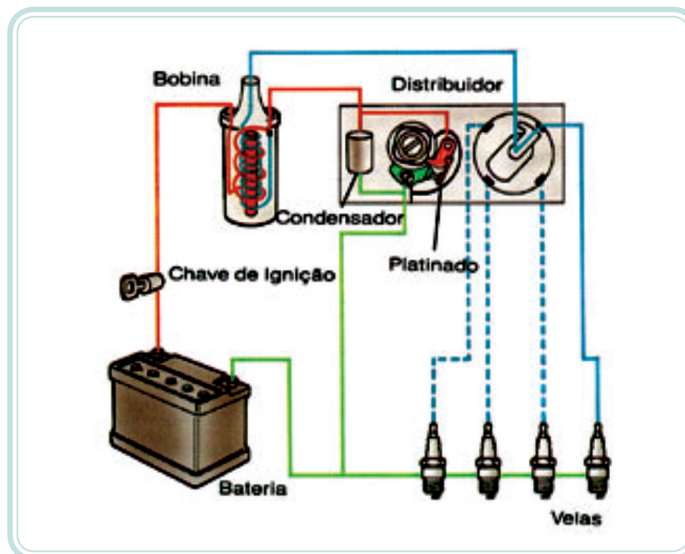 Bobina
Distribuidor
Condensador
Platinado
Chave de Ignição
Bateria
Velas